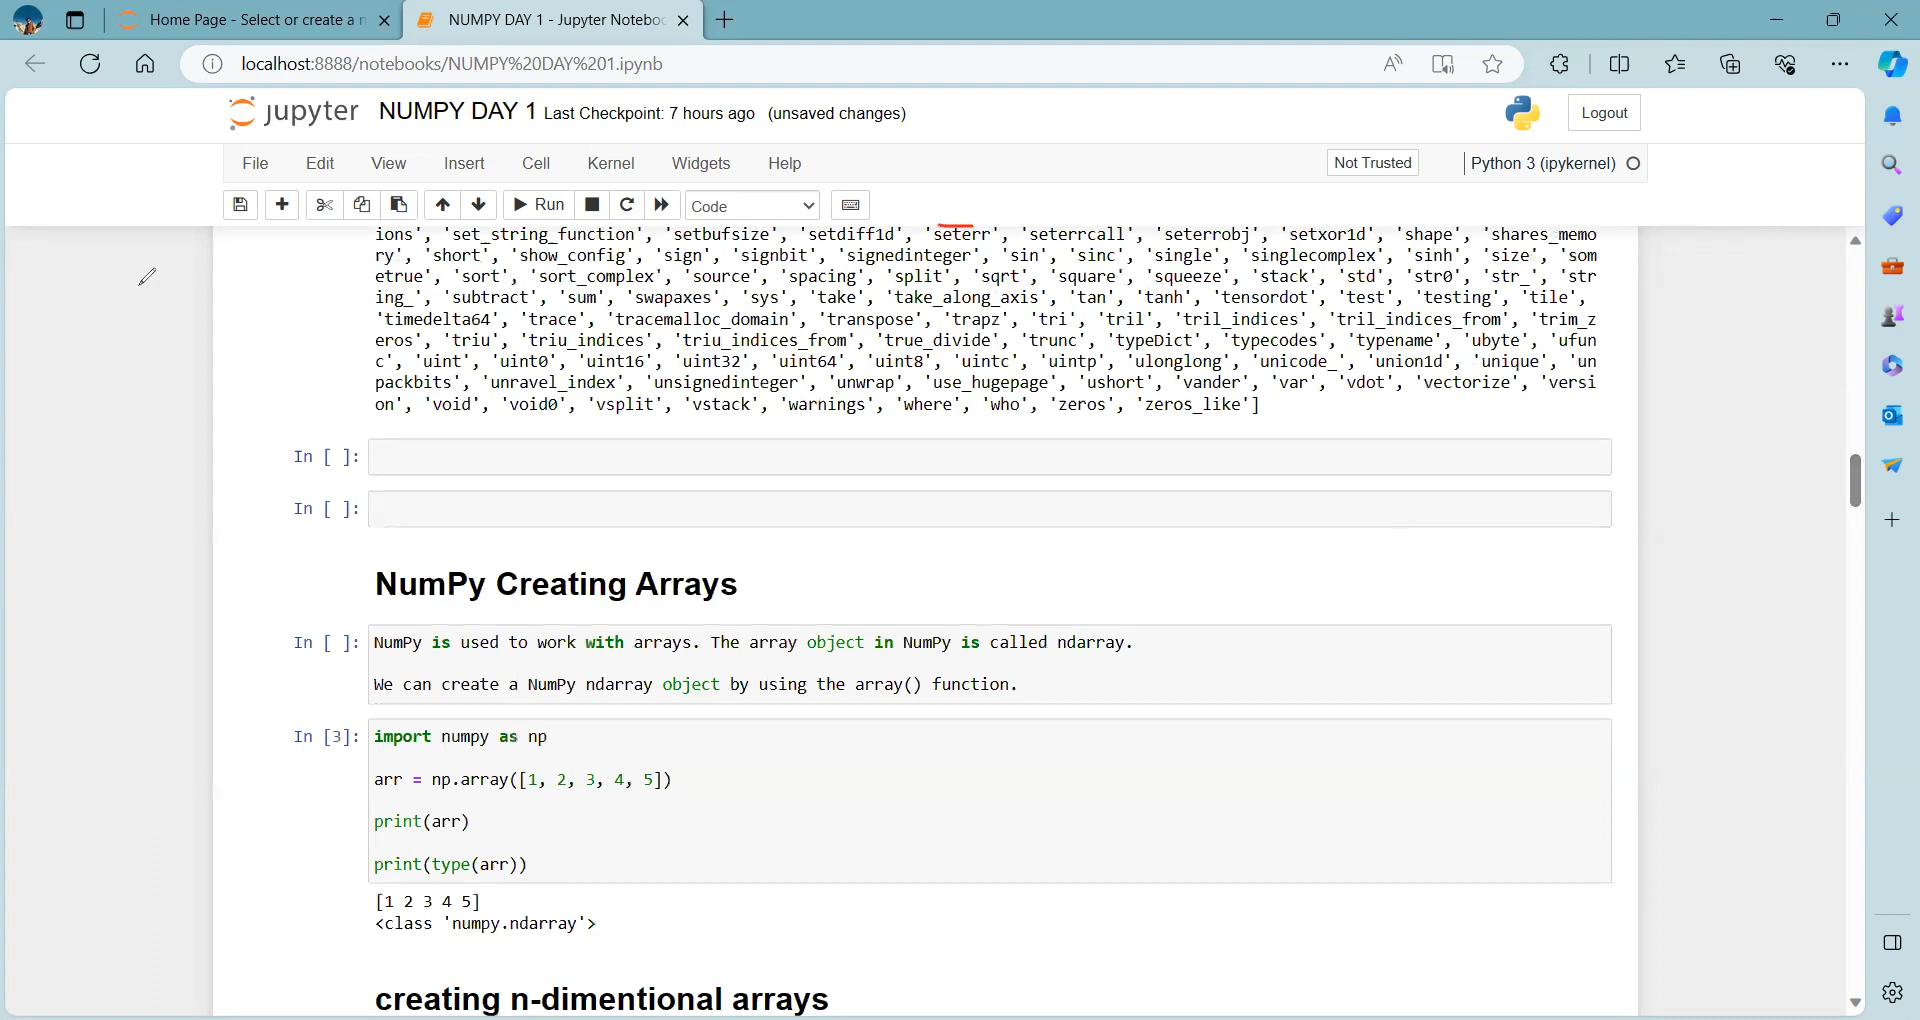 Home Page - Select or create a n
NUMPY DAY 1 - Jupyter Noteboo
localhost:8888/notebooks/NUMPY%20DAY%201.ipynb
jupyter NUMPY DAY 1 Last Checkpoint: 7 hours ago (unsaved changes)
Logout
File Edit View Insert Cell Kernel Widgets Help
Not Trusted
Python 3 (ipykernel)
Run
Code
ions', 'set_string_function', 'setbufsize', 'setdiff1d', 'seterr', 'seterrcall', 'seterrobj', 'setxor1d', 'shape', 'shares_memo
ry', 'short', 'show_config', 'sign', 'signbit', 'signedinteger', 'sin', 'sinc', 'single', 'singlecomplex', 'sinh', 'size', 'som
etrue', 'sort', 'sort_complex', 'source', 'spacing', 'split', 'sqrt', 'square', 'squeeze', 'stack', 'std', 'str0', 'str_', 'str
ing_', 'subtract', 'sum', 'swapaxes', 'sys', 'take', 'take_along_axis', 'tan', 'tanh', 'tensordot', 'test', 'testing', 'tile',
'timedelta64', 'trace', 'tracemalloc_domain', 'transpose', 'trapz', 'tri', 'tril', 'tril_indices', 'tril_indices_from', 'trim_z
eros', 'triu', 'triu_indices', 'triu_indices_from', 'true_divide', 'trunc', 'typeDict', 'typecodes', 'typename', 'ubyte', 'ufun
c', 'uint', 'uint0', 'uint16', 'uint32', 'uint64', 'uint8', 'uintc', 'uintp', 'ulonglong', 'unicode_', 'union1d', 'unique', 'un
packbits', 'unravel_index', 'unsignedinteger', 'unwrap', 'use_hugepage', 'ushort', 'vander', 'var', 'vdot', 'vectorize', 'versi
on', 'void', 'void0', 'vsplit', 'vstack', 'warnings', 'where', 'who', 'zeros', 'zeros_like']
In [ ]:
In [ ]:
NumPy Creating Arrays
In [ ]: NumPy is used to work with arrays. The array object in NumPy is called ndarray.
We can create a NumPy ndarray object by using the array() function.
In [3]: import numpy as np
arr = np.array([1, 2, 3, 4, 5])
print(arr)
print(type(arr))
[1 2 3 4 5]
<class 'numpy.ndarray'>
creating n-dimentional arrays